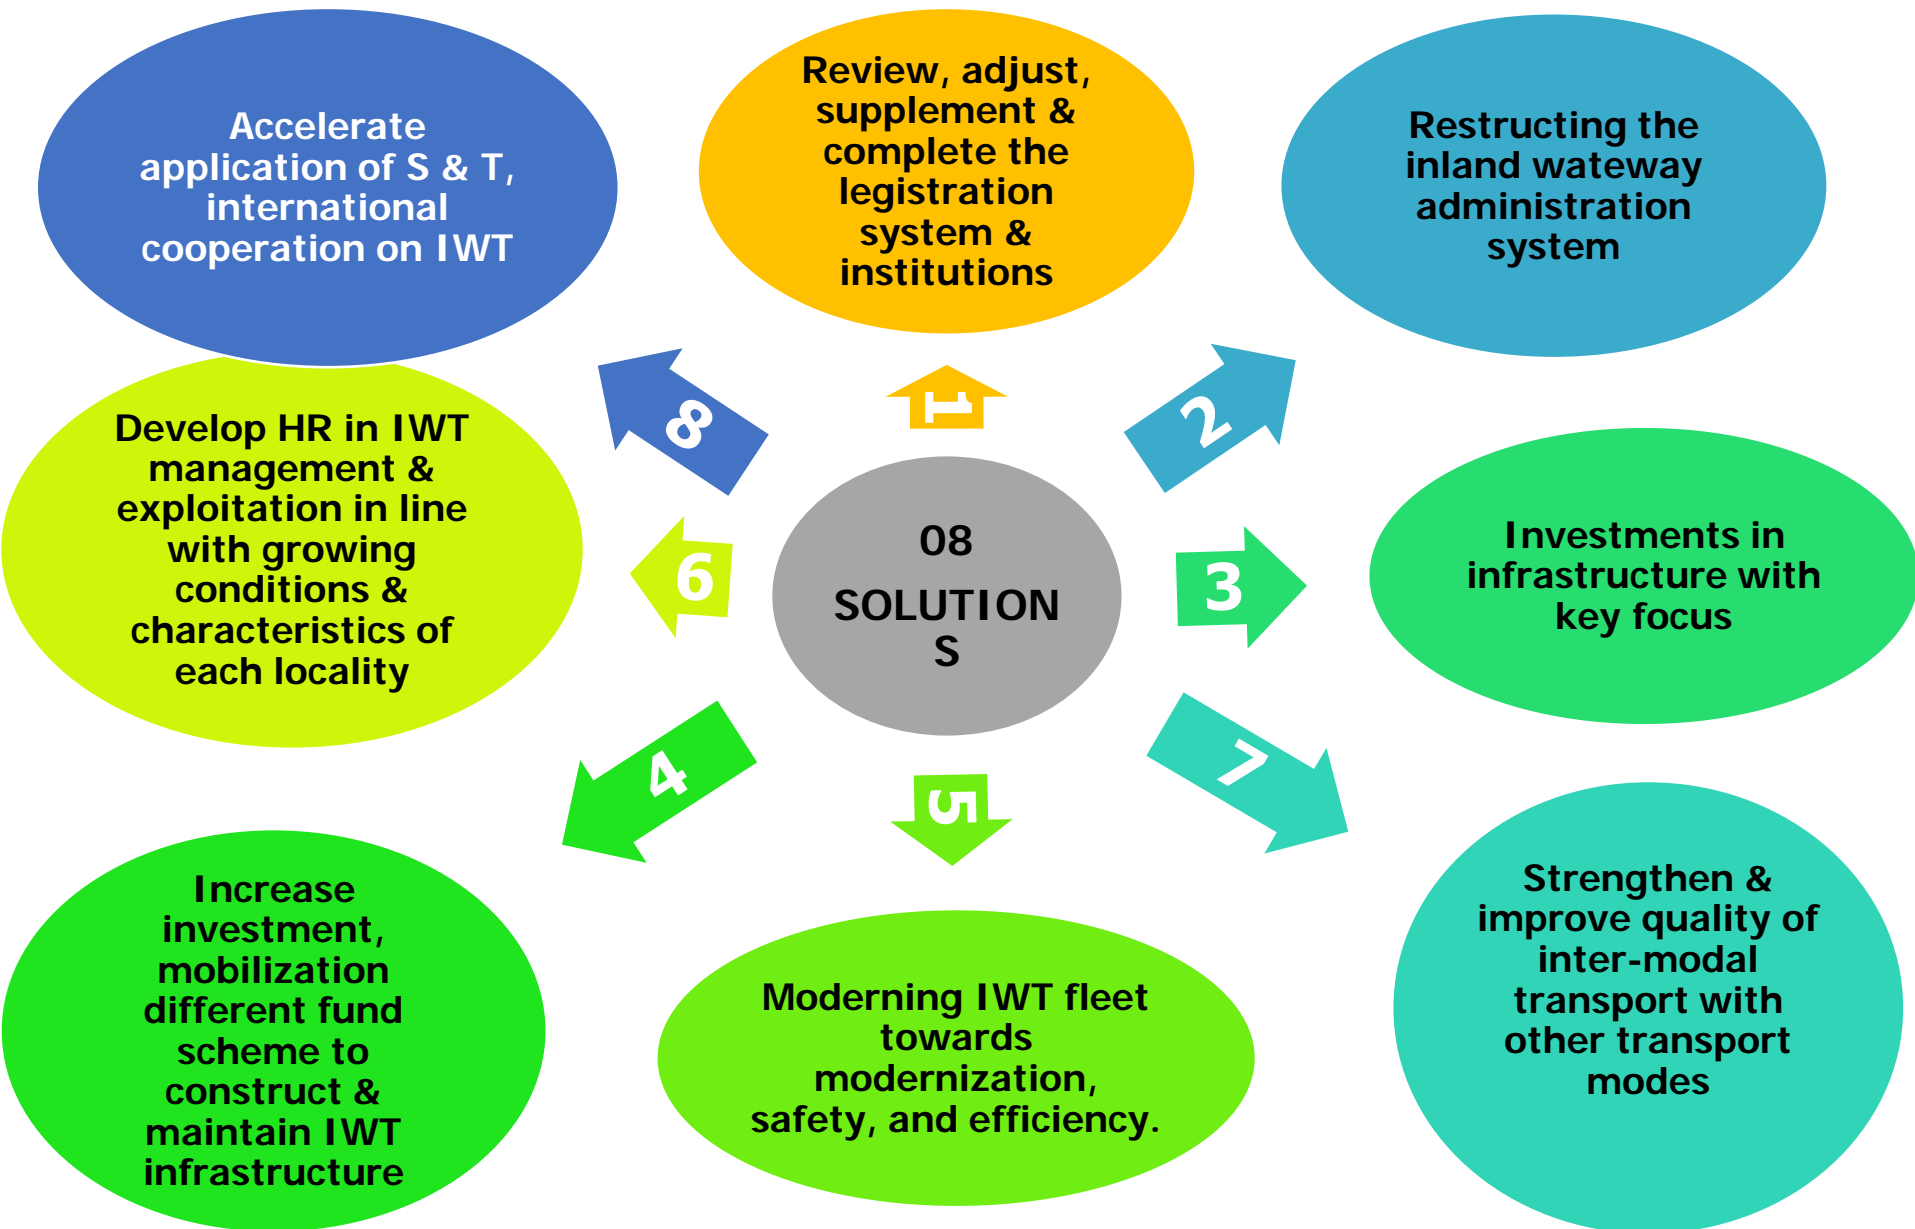 Accelerate
application of S & T,
international
cooperation on IWT
Review, adjust,
supplement &
complete the
legistration
system &
institutions
Restructing the
inland wateway
administration
system
8
1
2
Develop HR in IWT
management &
exploitation in line
with growing
conditions &
characteristics of
each locality
6
08
SOLUTION
S
3
Investments in
infrastructure with
key focus
4
5
7
Increase
investment,
mobilization
different fund
scheme to
construct &
maintain IWT
infrastructure
Moderning IWT fleet
towards
modernization,
safety, and efficiency.
Strengthen &
improve quality of
inter-modal
transport with
other transport
modes